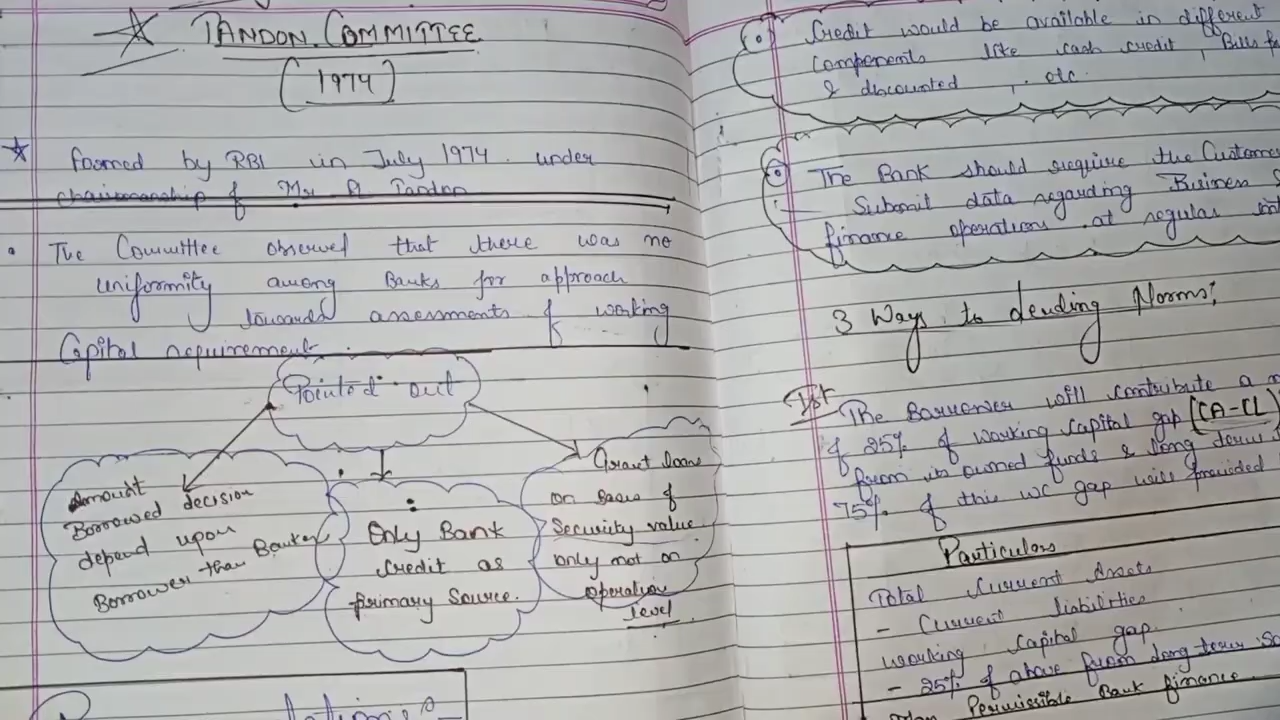 TANDON COMMITTEE
(1974)
formed by RBI in July 1974 under
chairmanship of Mr PL Tandon
The Committee observed that there was no
uniformity among Banks for approach
towards assessments of working
Capital requirement.
Pointed out
Amount
Borrowed decision
depend upon
Borrower than Banker
Only Bank
credit as
primary source.
Grant loans
on basis of
Security value
only not on
operation
level
Credit would be available in different
components like cash credit, Bills
& discounted, etc.
The Bank should require the Customer
Submit data regarding Business
finance operations at regular
3 Ways to lending Norms:
Ist
The Borrower will contribute a
of 25% of working capital gap (CA-CL)
from its owned funds & long term
75% of this WC gap will provided
Particulars
Total Current Assets
- Current liabilities
Working Capital gap.
- 25% of above from long-term
Permissible Bank finance